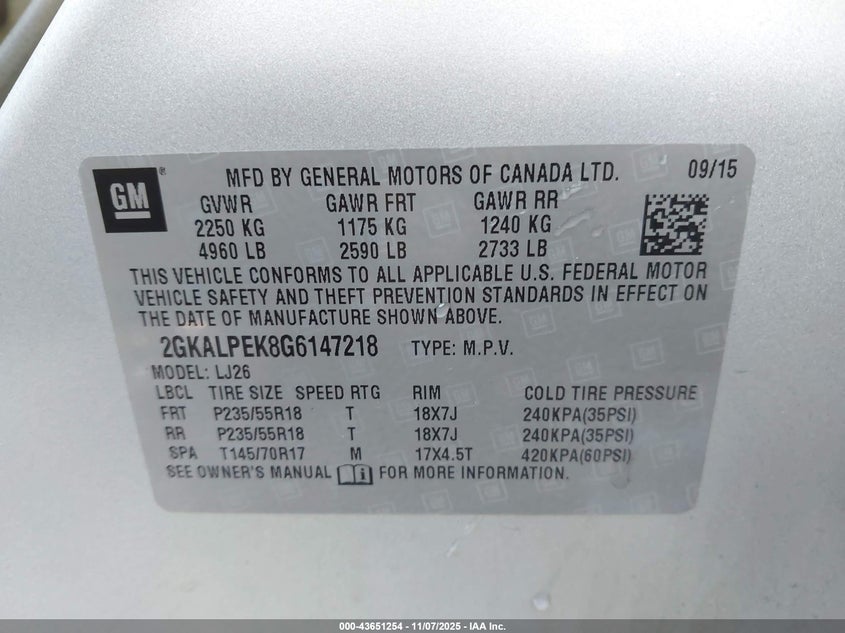 GM ® MFD BY GENERAL MOTORS OF CANADA LTD. 09/15
GVWR GAWR FRT GAWR RR
2250 KG 1175 KG 1240 KG
4960 LB 2590 LB 2733 LB
THIS VEHICLE CONFORMS TO ALL APPLICABLE U.S. FEDERAL MOTOR
VEHICLE SAFETY AND THEFT PREVENTION STANDARDS IN EFFECT ON
THE DATE OF MANUFACTURE SHOWN ABOVE.
2GKALPEK8G6147218 TYPE: M.P.V.
MODEL: LJ26
LBCL TIRE SIZE SPEED RTG RIM COLD TIRE PRESSURE
FRT P235/55R18 T 18X7J 240KPA(35PSI)
RR P235/55R18 T 18X7J 240KPA(35PSI)
SPA T145/70R17 M 17X4.5T 420KPA(60PSI)
SEE OWNER'S MANUAL FOR MORE INFORMATION.
000-43651254 | 11/07/2025 - IAA Inc.